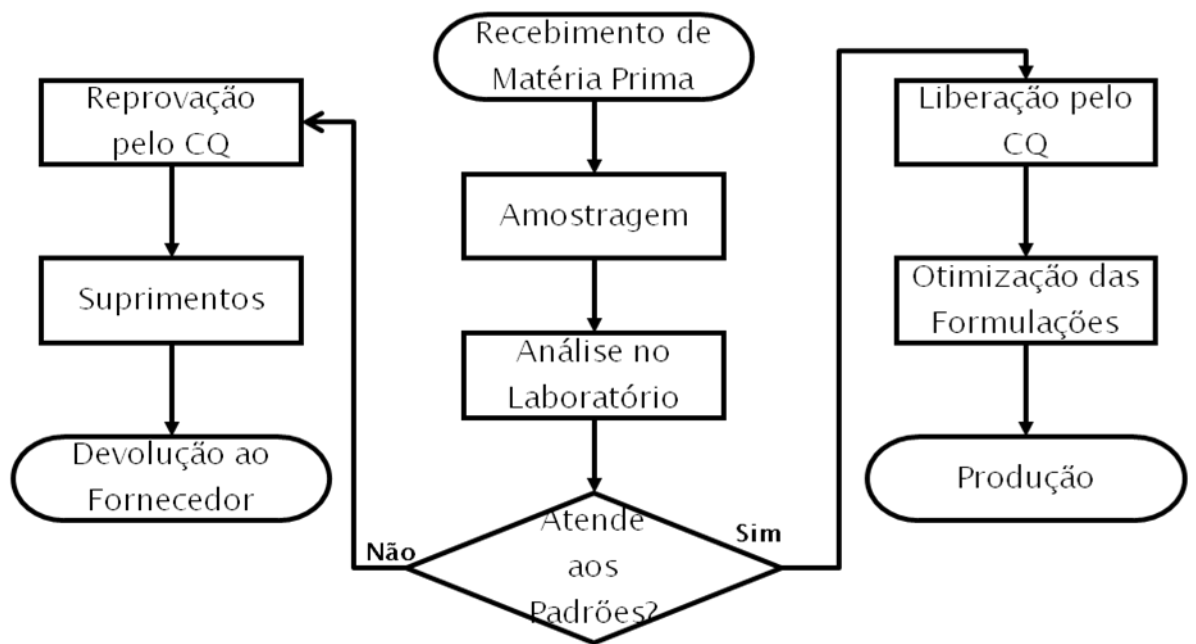 Recebimento de
Matéria Prima
Amostragem
Análise no
Laboratório
Atende
aos
Padrões?
Não
Sim
Reprovação
pelo CQ
Suprimentos
Devolução ao
Fornecedor
Liberação pelo
CQ
Otimização das
Formulações
Produção